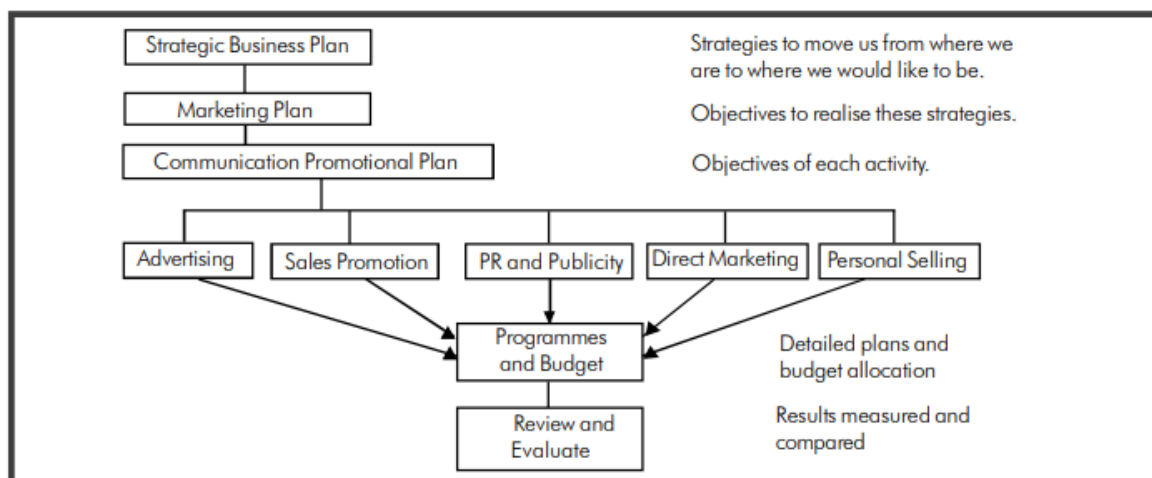 Strategic Business Plan
Strategies to move us from where we
are to where we would like to be.
Marketing Plan
Objectives to realise these strategies.
Communication Promotional Plan
Objectives of each activity.
Advertising
Sales Promotion
PR and Publicity
Direct Marketing
Personal Selling
Programmes
and Budget
Detailed plans and
budget allocation
Review and
Evaluate
Results measured and
compared